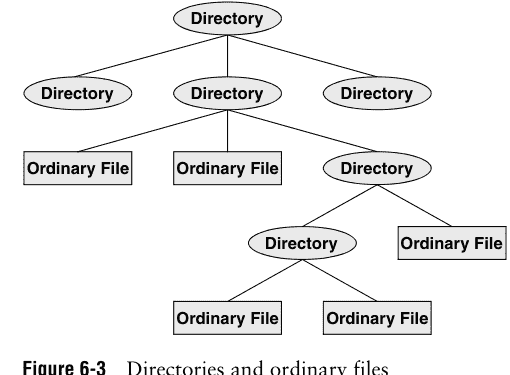 Directory
Directory Directory Directory
Ordinary File Ordinary File Directory
Directory Ordinary File
Ordinary File Ordinary File
Figure 6-3 Directories and ordinary files